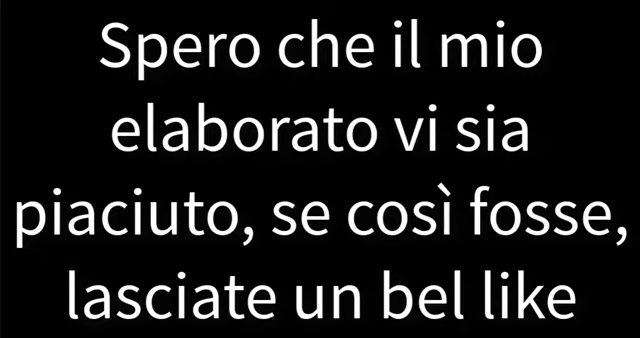 Spero che il mio
elaborato vi sia
piaciuto, se così fosse,
lasciate un bel like